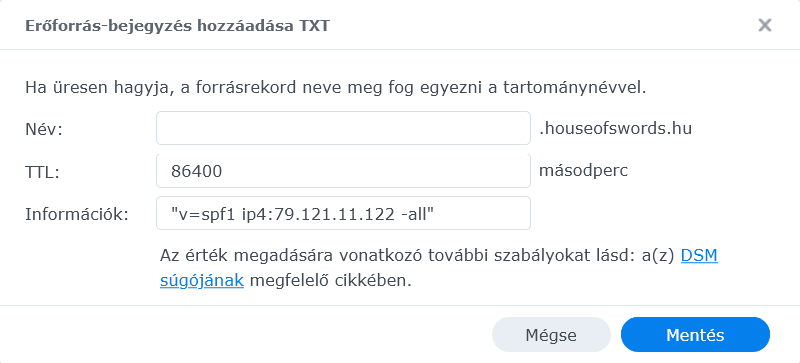 Erőforrás-bejegyzés hozzáadása TXT
Ha üresen hagyja, a forrásrekord neve meg fog egyezni a tartománynévvel.
Név: .houseofswords.hu
TTL: 86400 másodperc
Információk: "v=spf1 ip4:79.121.11.122 -all"
Az érték megadására vonatkozó további szabályokat lásd: a(z) DSM
súgójának megfelelő cikkében.
Mégse Mentés